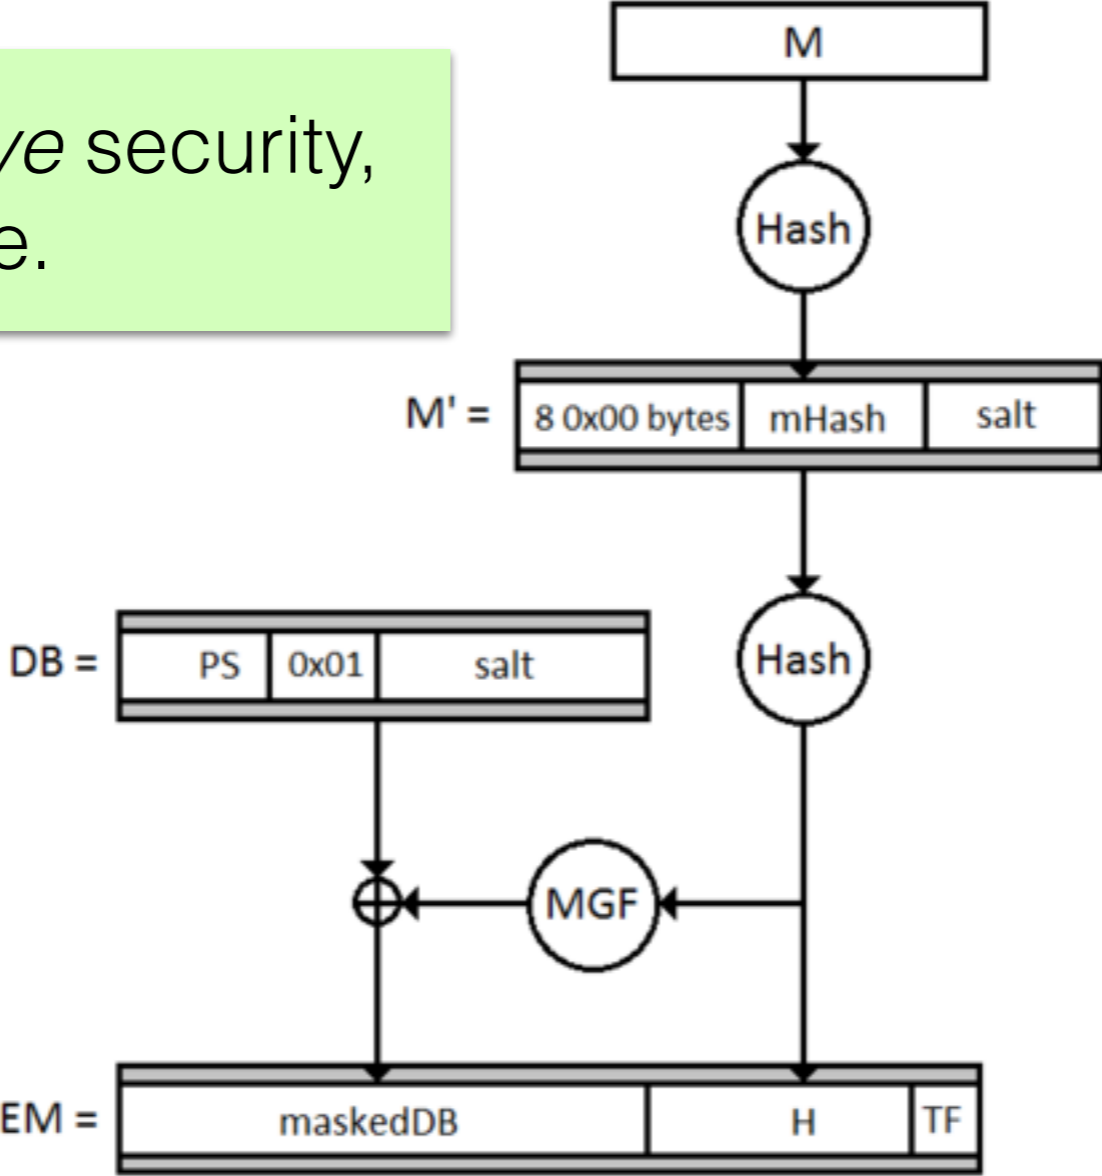 M
ve security,
e.
Hash
M' = 8 0x00 bytes mHash salt
DB = PS 0x01 salt
Hash
MGF
EM = maskedDB H TF